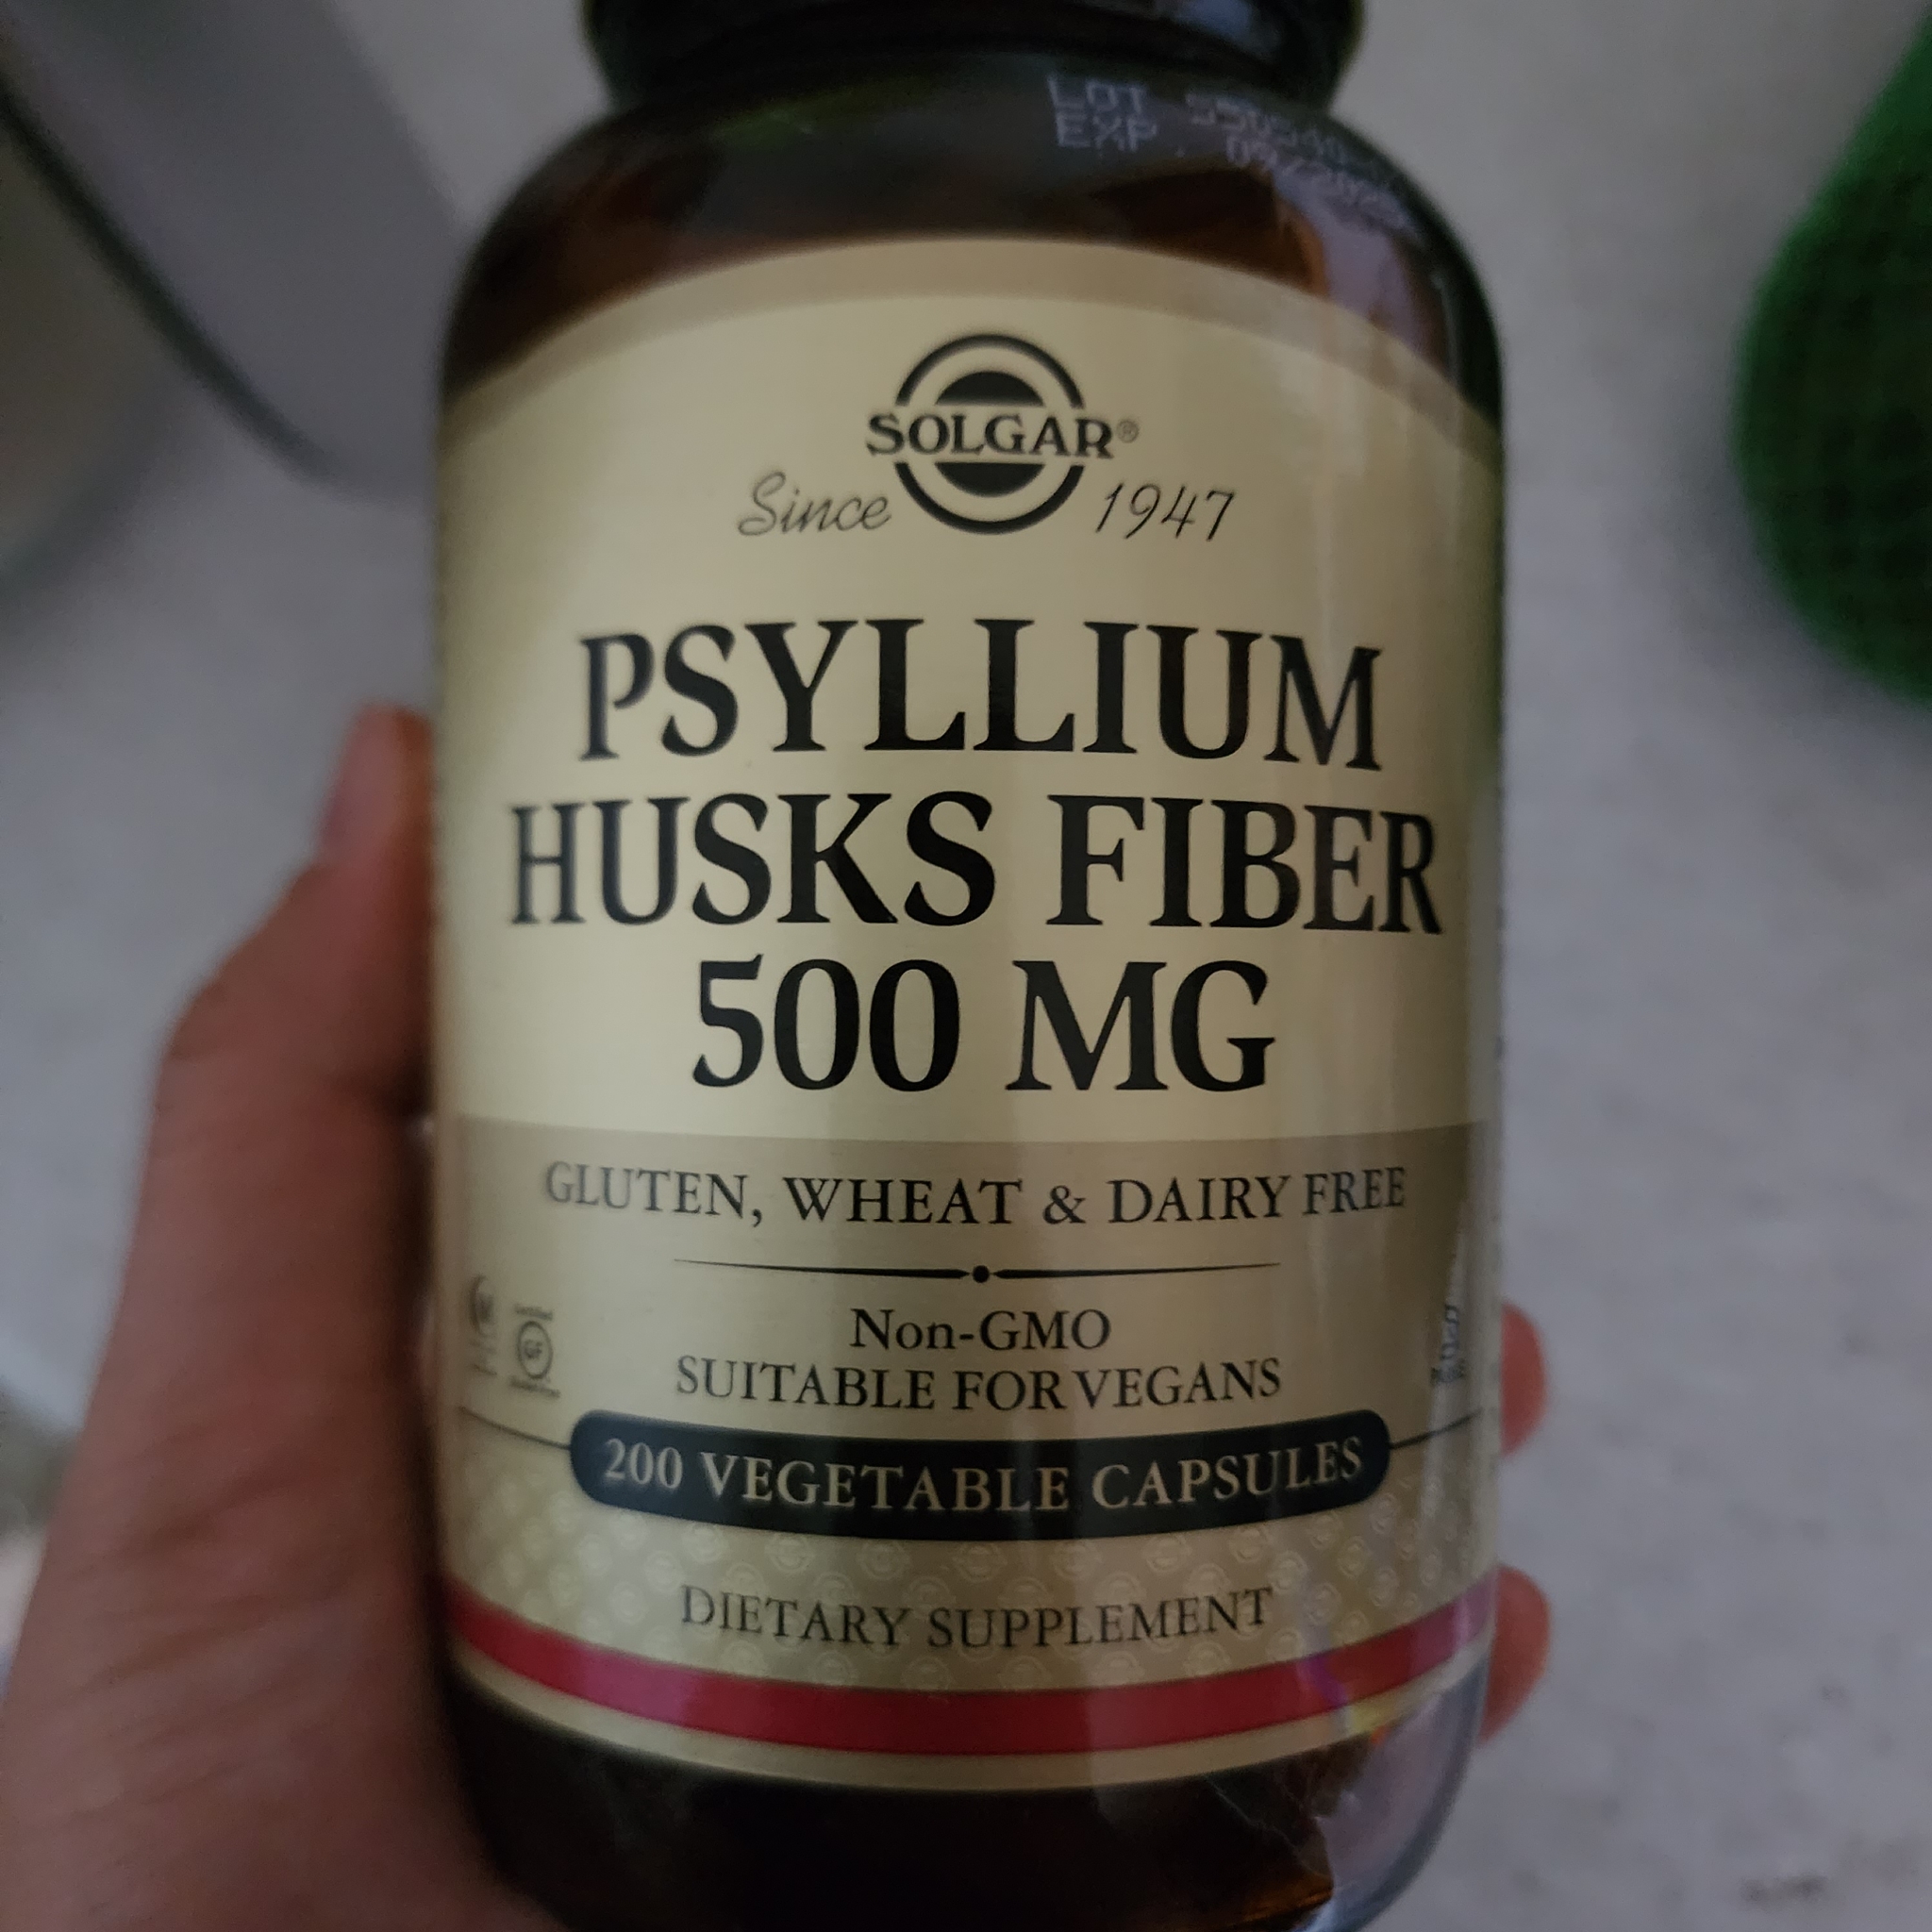 LOT
EXP
SOLGAR®
Since 1947
PSYLLIUM
HUSKS FIBER
500 MG
GLUTEN, WHEAT & DAIRY FREE
Non-GMO
SUITABLE FOR VEGANS
GF
200 VEGETABLE CAPSULES
DIETARY SUPPLEMENT